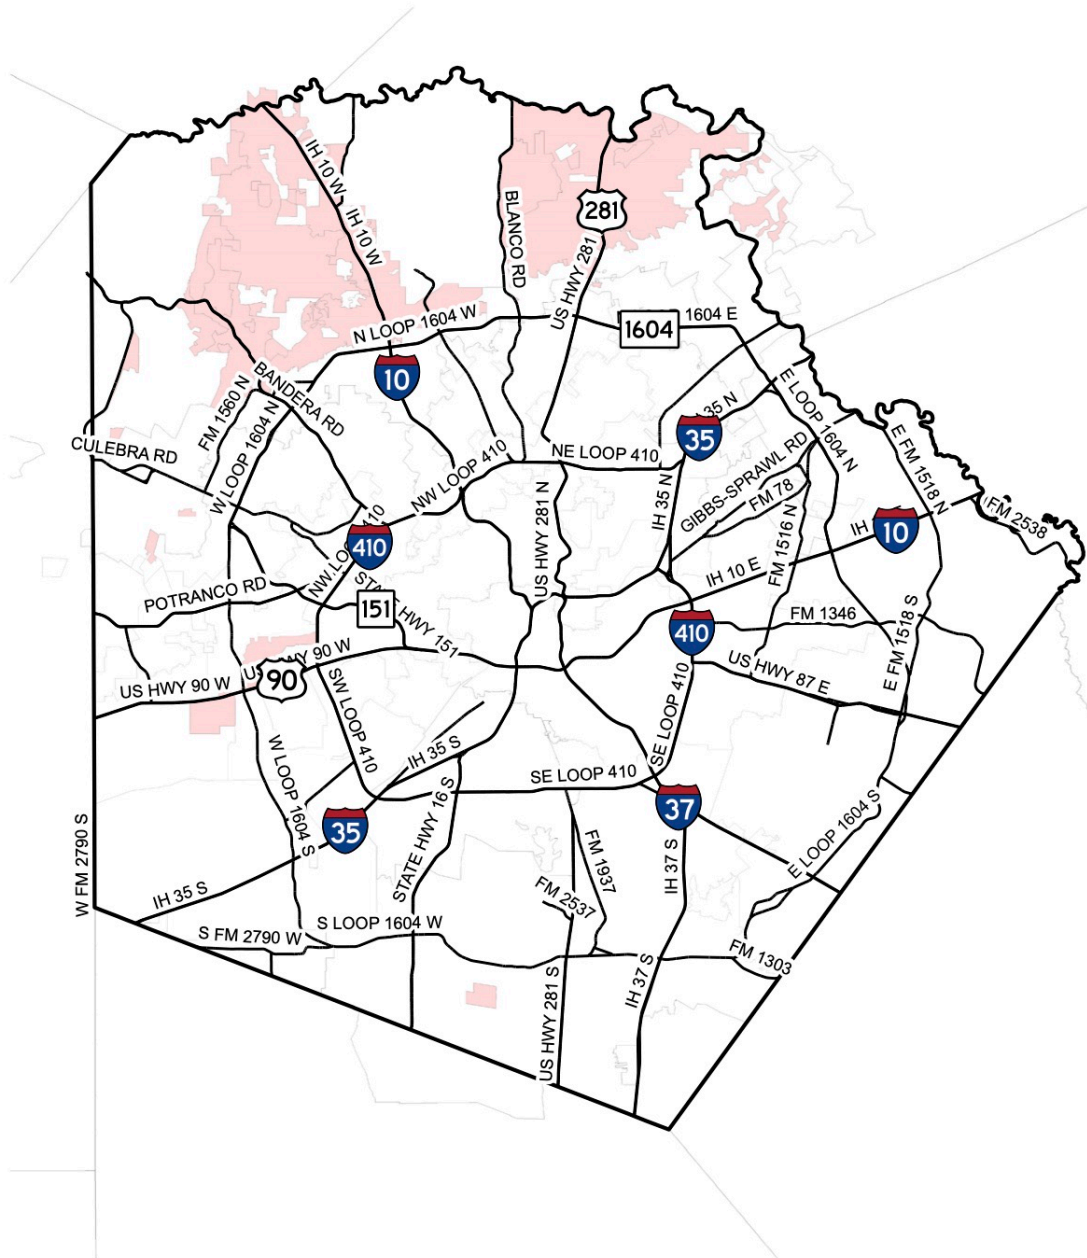 IH 10 W
IH 10 W
BLANCO RD
281
US HWY 281
N LOOP 1604 W
1604
1604 E
10
BANDERA RD
FM 1560 N
W LOOP 1604 N
CULEBRA RD
35 N
35
E LOOP 1604 N
E FM 1518 N
NE LOOP 410
NW LOOP 410
GIBBS-SPRAWL RD
FM 78
IH 35 N
US HWY 281 N
FM 1516 N
IH
10
FM 2538
410
410
NW LOO
IH 10 E
POTRANCO RD
STATE HWY 151
151
410
FM 1346
E FM 1518 S
US HWY 87 E
US HWY 90 W
90
US HWY 90 W
SW LOOP 410
SE LOOP 410
W LOOP 1604 S
IH 35 S
SE LOOP 410
37
STATE HWY 16 S
35
W FM 2790 S
E LOOP 1604 S
FM 1937
IH 37 S
IH 35 S
FM 2537
S FM 2790 W
S LOOP 1604 W
FM 1303
IH 37 S
US HWY 281 S